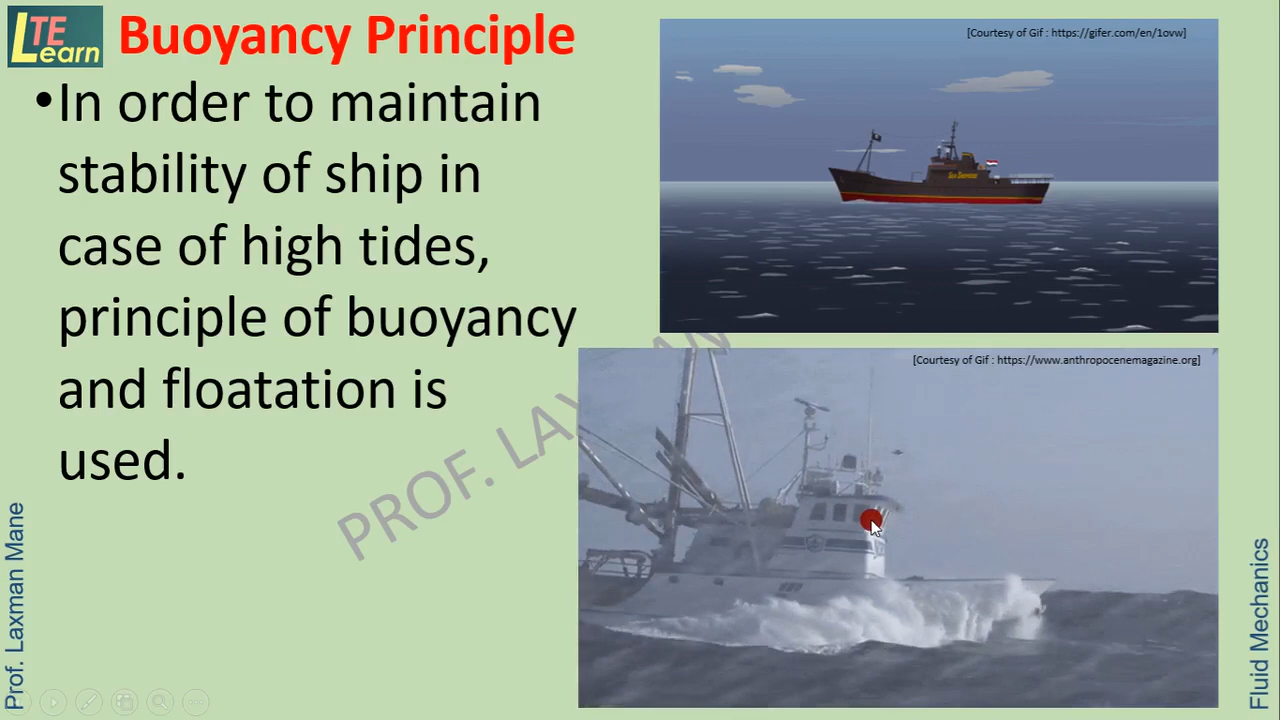 LTE
Learn
Buoyancy Principle
•In order to maintain
stability of ship in
case of high tides,
principle of buoyancy
and floatation is
used.
[Courtesy of Gif : https://gifer.com/en/1ovw]
[Courtesy of Gif : https://www.anthropocenemagazine.org]
PROF. LAX
Prof. Laxman Mane
Fluid Mechanics